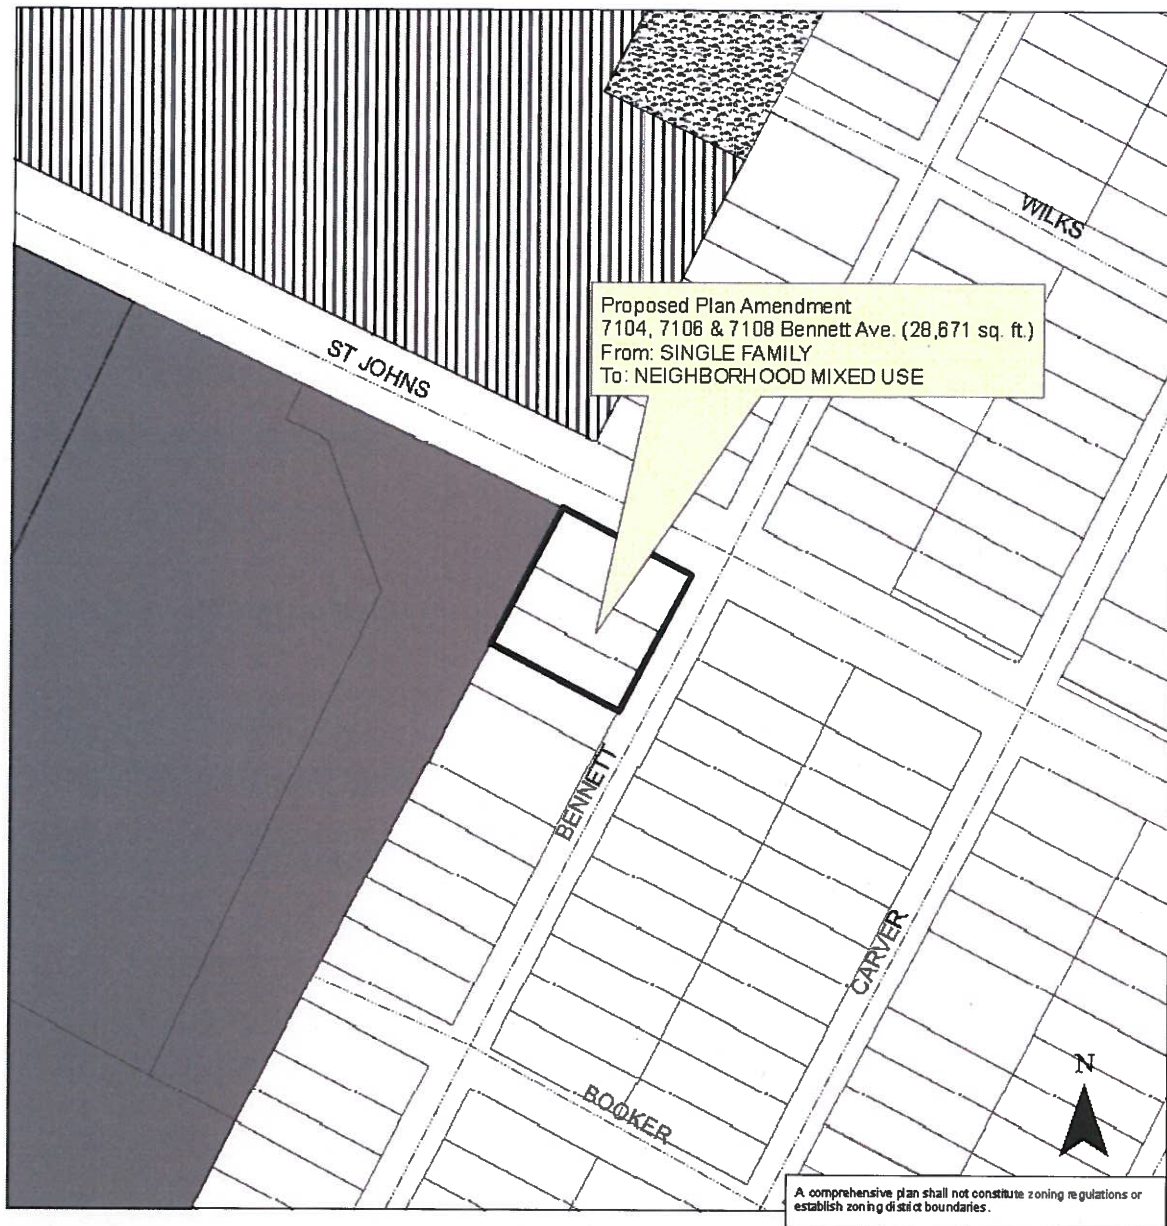 WILKS
Proposed Plan Amendment
7104, 7106 & 7108 Bennett Ave. (28,671 sq. ft.)
From: SINGLE FAMILY
To: NEIGHBORHOOD MIXED USE
ST JOHNS
BENNETT
CARVER
BOOKER
N
A comprehensive plan shall not constitute zoning regulations or
establish zoning district boundaries.